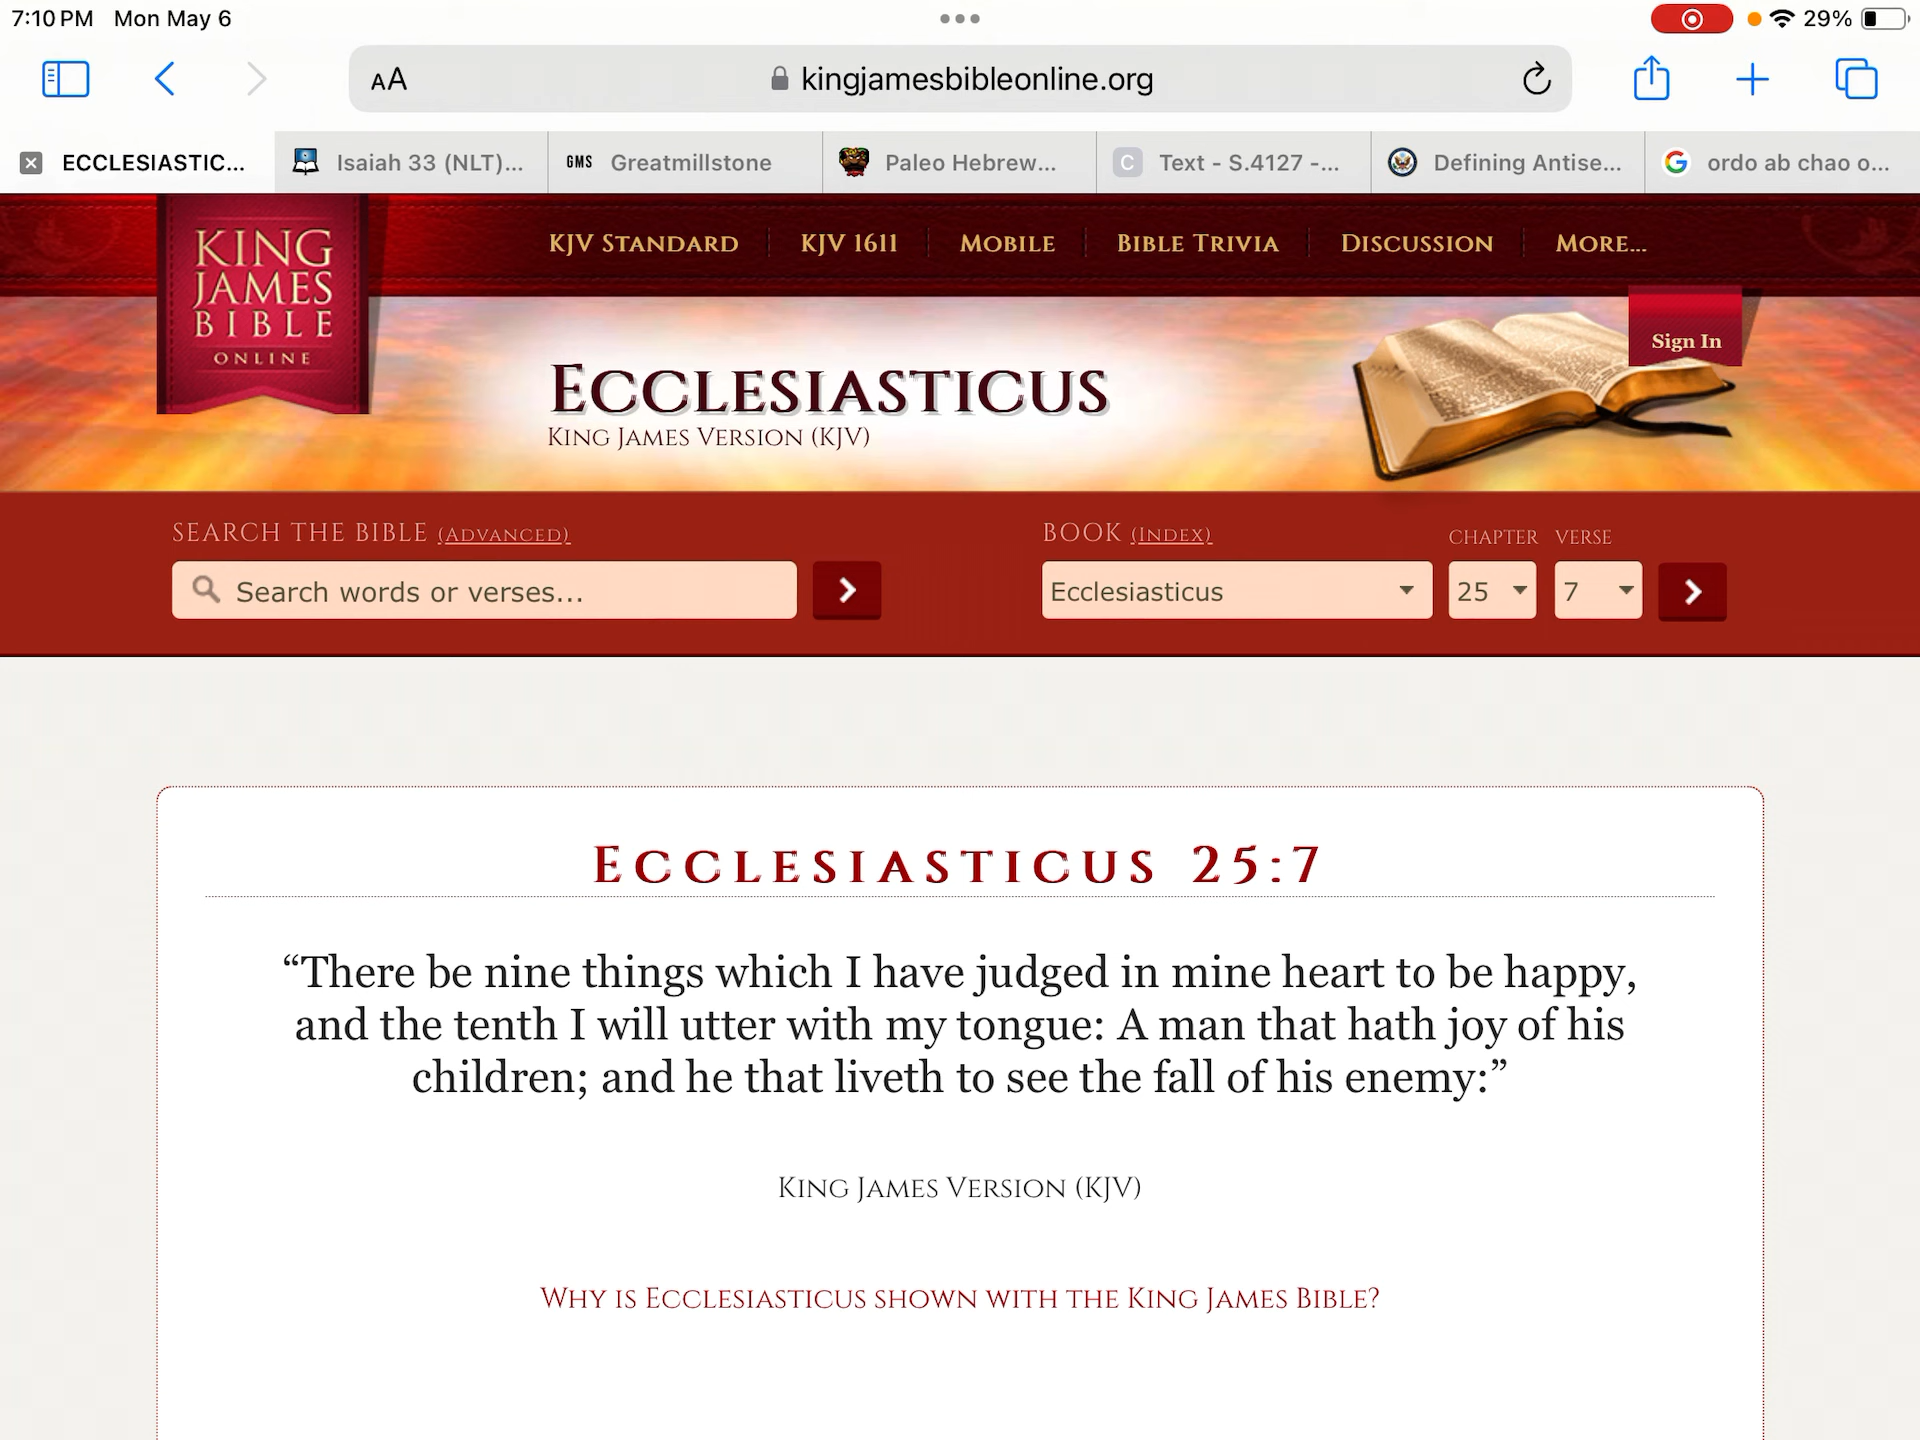 7:10 PM Mon May 6
29%
AA
kingjamesbibleonline.org
ECCLESIASTIC...
Isaiah 33 (NLT)...
GMS Greatmillstone
Paleo Hebrew...
C Text - S.4127 -...
Defining Antise...
G ordo ab chao o...
KING
JAMES
BIBLE
ONLINE
KJV STANDARD
KJV 1611
MOBILE
BIBLE TRIVIA
DISCUSSION
MORE...
Sign In
ECCLESIASTICUS
KING JAMES VERSION (KJV)
SEARCH THE BIBLE (ADVANCED)
Search words or verses...
BOOK (INDEX)
CHAPTER
VERSE
Ecclesiasticus
25
7
ECCLESIASTICUS 25:7
“There be nine things which I have judged in mine heart to be happy,
and the tenth I will utter with my tongue: A man that hath joy of his
children; and he that liveth to see the fall of his enemy:”
KING JAMES VERSION (KJV)
WHY IS ECCLESIASTICUS SHOWN WITH THE KING JAMES BIBLE?